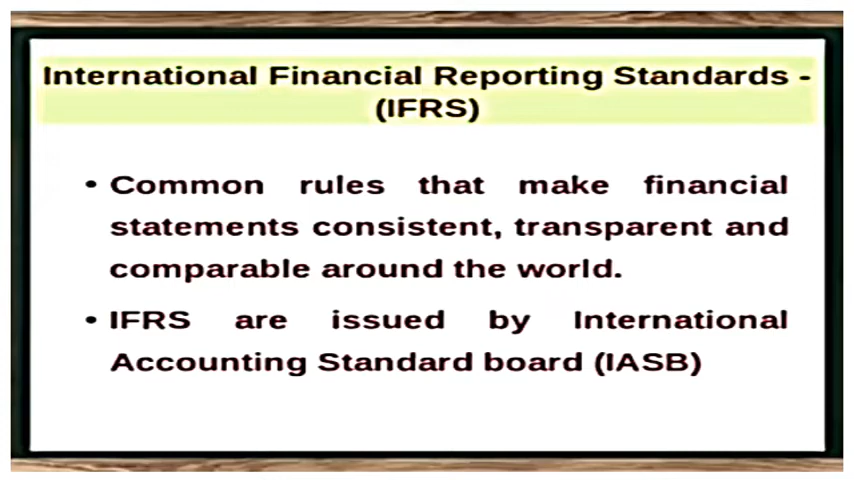 International Financial Reporting Standards -
(IFRS)
• Common rules that make financial
statements consistent, transparent and
comparable around the world.
• IFRS are issued by International
Accounting Standard board (IASB)